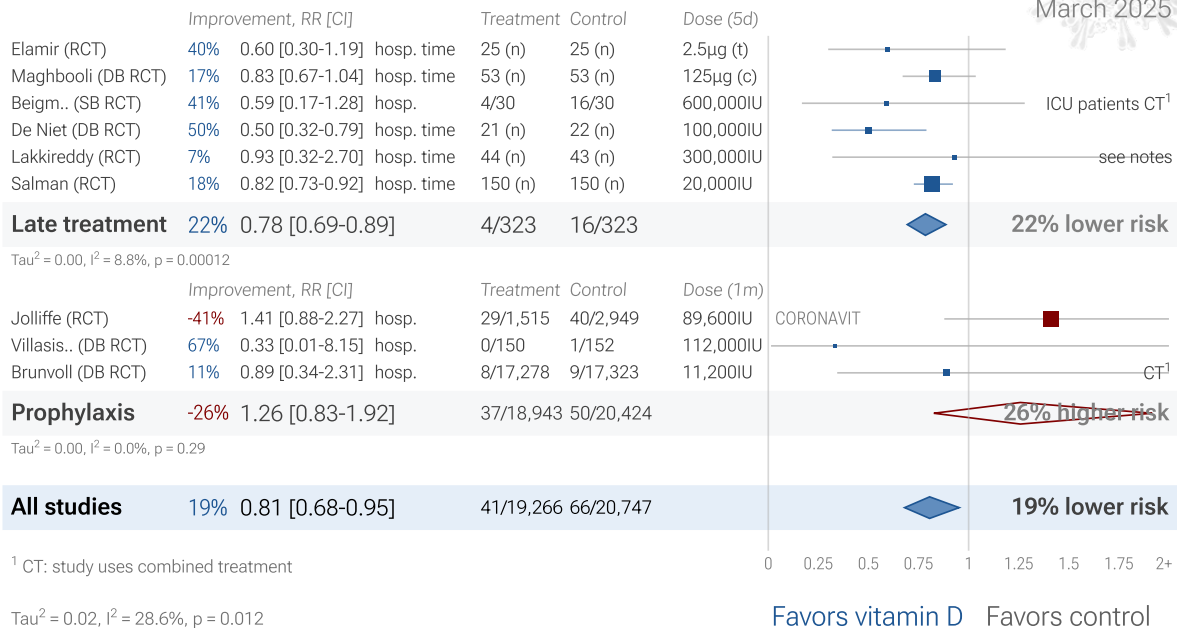 March 2025
Improvement, RR [CI] Treatment Control Dose (5d)
Elamir (RCT) 40% 0.60 [0.30-1.19] hosp. time 25 (n) 25 (n) 2.5µg (t)
Maghbooli (DB RCT) 17% 0.83 [0.67-1.04] hosp. time 53 (n) 53 (n) 125µg (c)
Beigm.. (SB RCT) 41% 0.59 [0.17-1.28] hosp. 4/30 16/30 600,000IU ICU patients CT¹
De Niet (DB RCT) 50% 0.50 [0.32-0.79] hosp. time 21 (n) 22 (n) 100,000IU
Lakkireddy (RCT) 7% 0.93 [0.32-2.70] hosp. time 44 (n) 43 (n) 300,000IU see notes
Salman (RCT) 18% 0.82 [0.73-0.92] hosp. time 150 (n) 150 (n) 20,000IU
Late treatment 22% 0.78 [0.69-0.89] 4/323 16/323 22% lower risk
Tau² = 0.00, I² = 8.8%, p = 0.00012
Improvement, RR [CI] Treatment Control Dose (1m)
Jolliffe (RCT) -41% 1.41 [0.88-2.27] hosp. 29/1,515 40/2,949 89,600IU CORONAVIT
Villasis.. (DB RCT) 67% 0.33 [0.01-8.15] hosp. 0/150 1/152 112,000IU
Brunvoll (DB RCT) 11% 0.89 [0.34-2.31] hosp. 8/17,278 9/17,323 11,200IU CT¹
Prophylaxis -26% 1.26 [0.83-1.92] 37/18,943 50/20,424 26% higher risk
Tau² = 0.00, I² = 0.0%, p = 0.29
All studies 19% 0.81 [0.68-0.95] 41/19,266 66/20,747 19% lower risk
¹ CT: study uses combined treatment
0 0.25 0.5 0.75 1 1.25 1.5 1.75 2+
Tau² = 0.02, I² = 28.6%, p = 0.012
Favors vitamin D Favors control